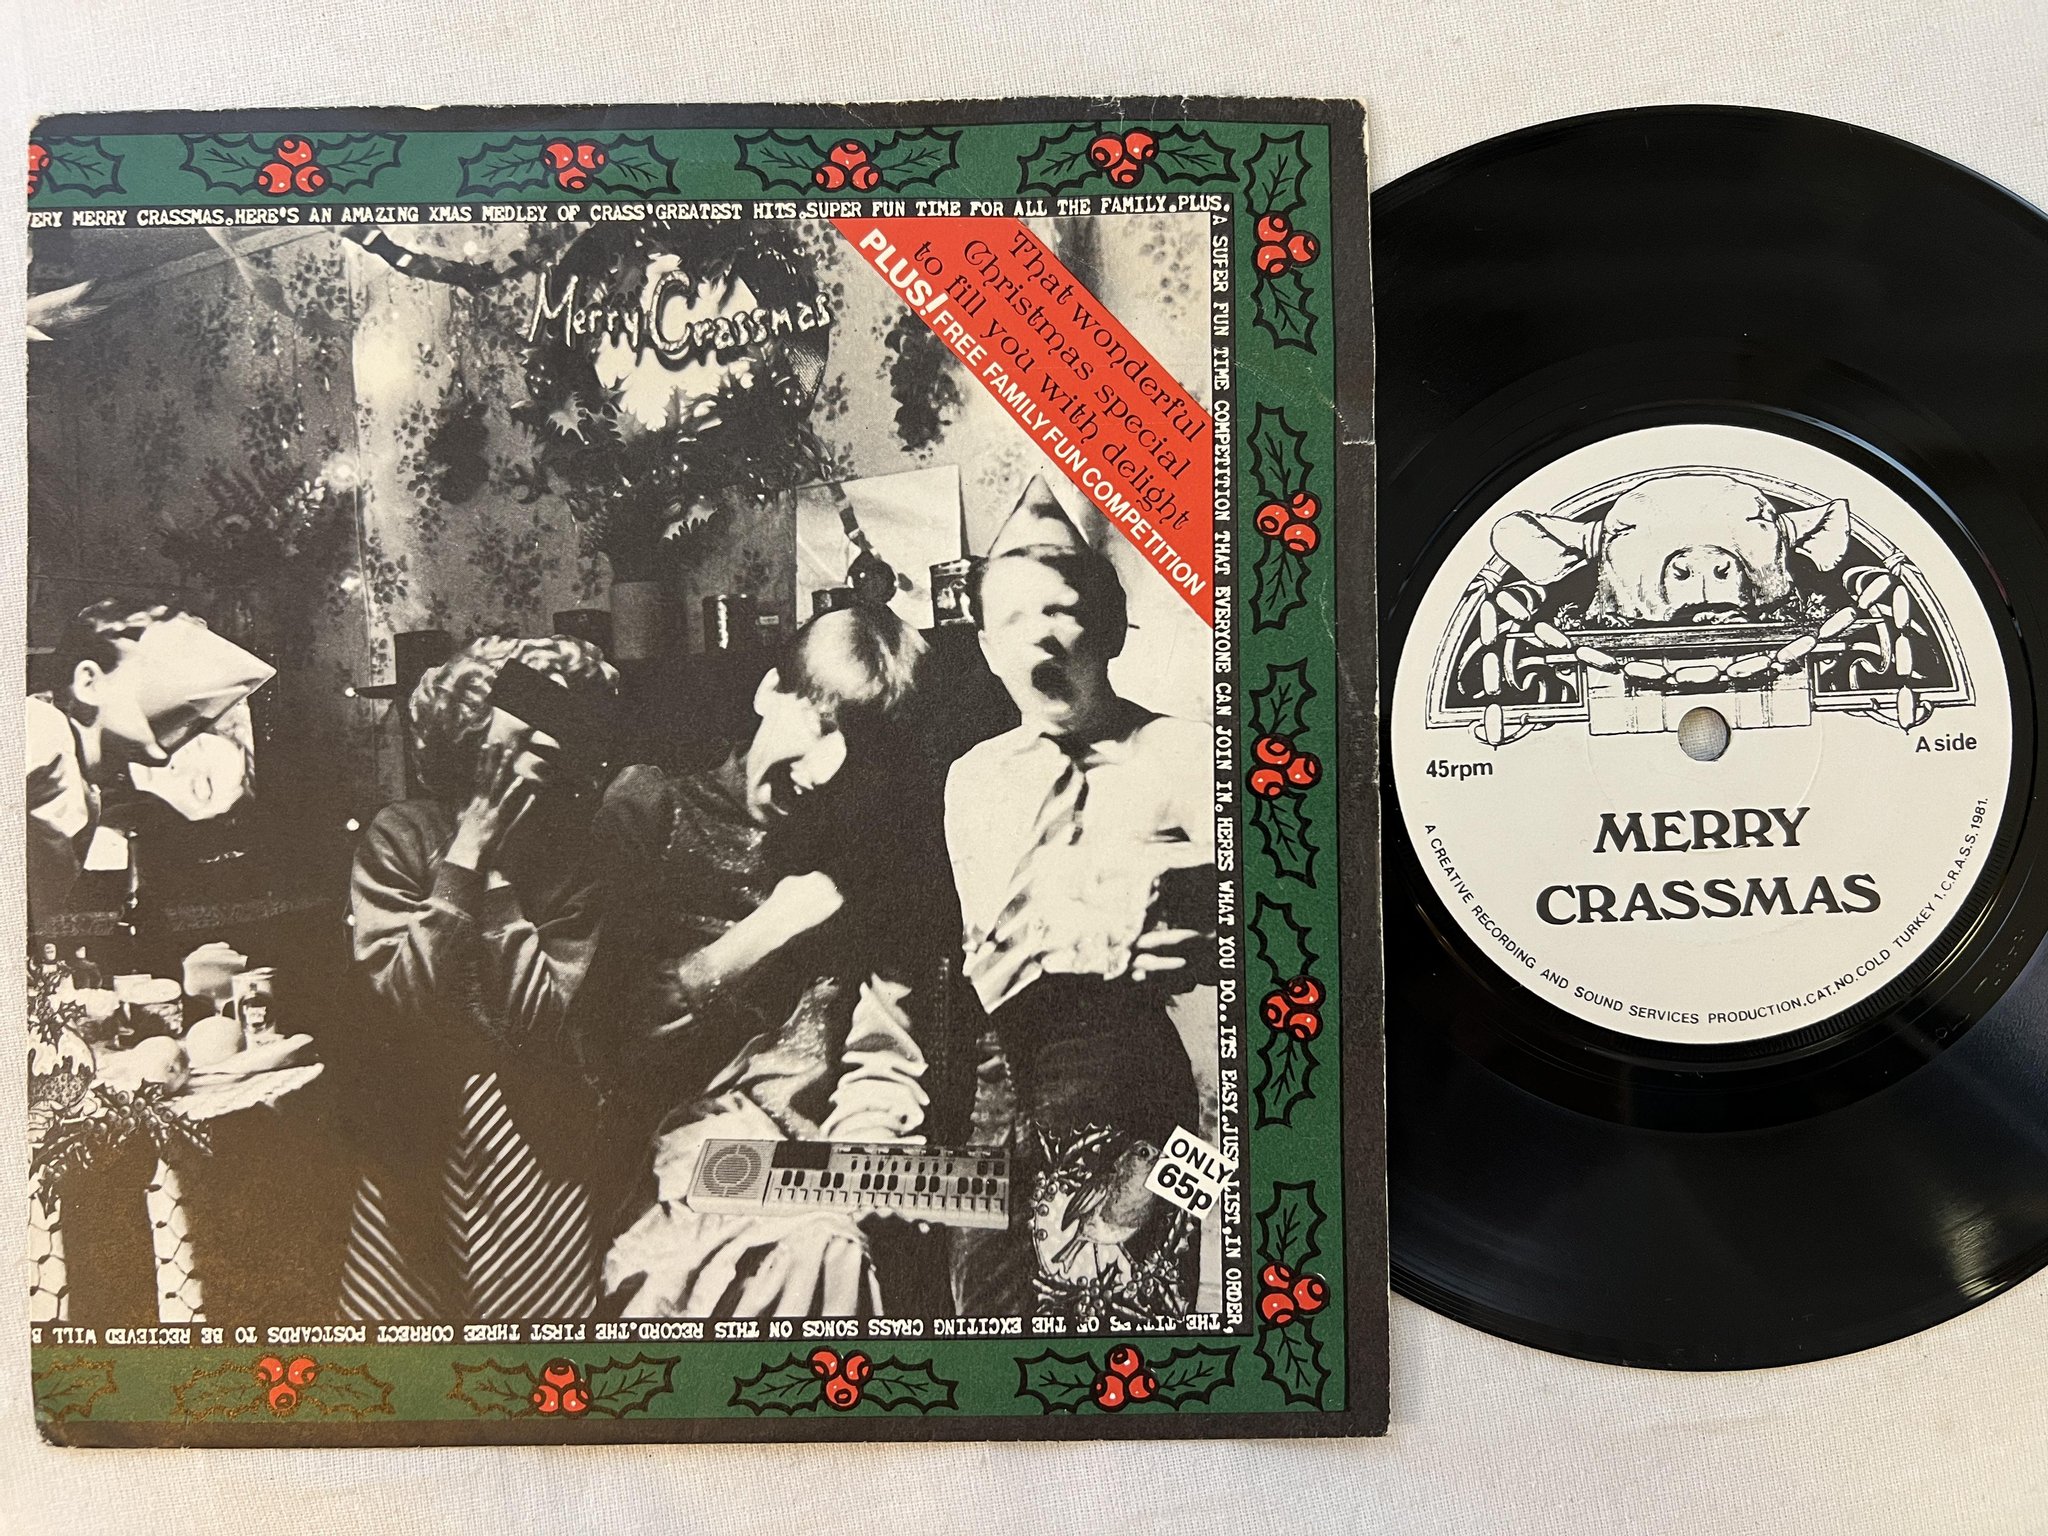 ERY MERRY CRASSMAS.HERE'S AN AMAZING XMAS MEDLEY OF CRASS'GREATEST HITS.SUPER FUN TIME FOR ALL THE FAMILY.PLUS.
A SUPER FUN TIME COMPETITION THAT EVERYONE CAN JOIN IN. HERES WHAT YOU DO..ITS EASY.JUST LIST,IN ORDER,
THE TITLES OF THE EXCITING CRASS SONGS ON THIS RECORD.THE FIRST THREE CORRECT POSTCARDS TO BE RECIEVED WILL B
Merry Crassmas
That wonderful
Christmas special
to fill you with delight
PLUS! FREE FAMILY FUN COMPETITION
ONLY
65p
45rpm
A side
MERRY
CRASSMAS
A CREATIVE RECORDING AND SOUND SERVICES PRODUCTION.CAT.NO.COLD TURKEY 1.C.R.A.S.S.1981.